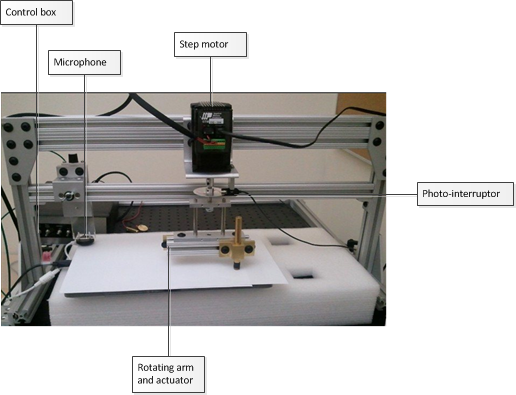 Control box
Step motor
Microphone
Photo-interruptor
Rotating arm
and actuator